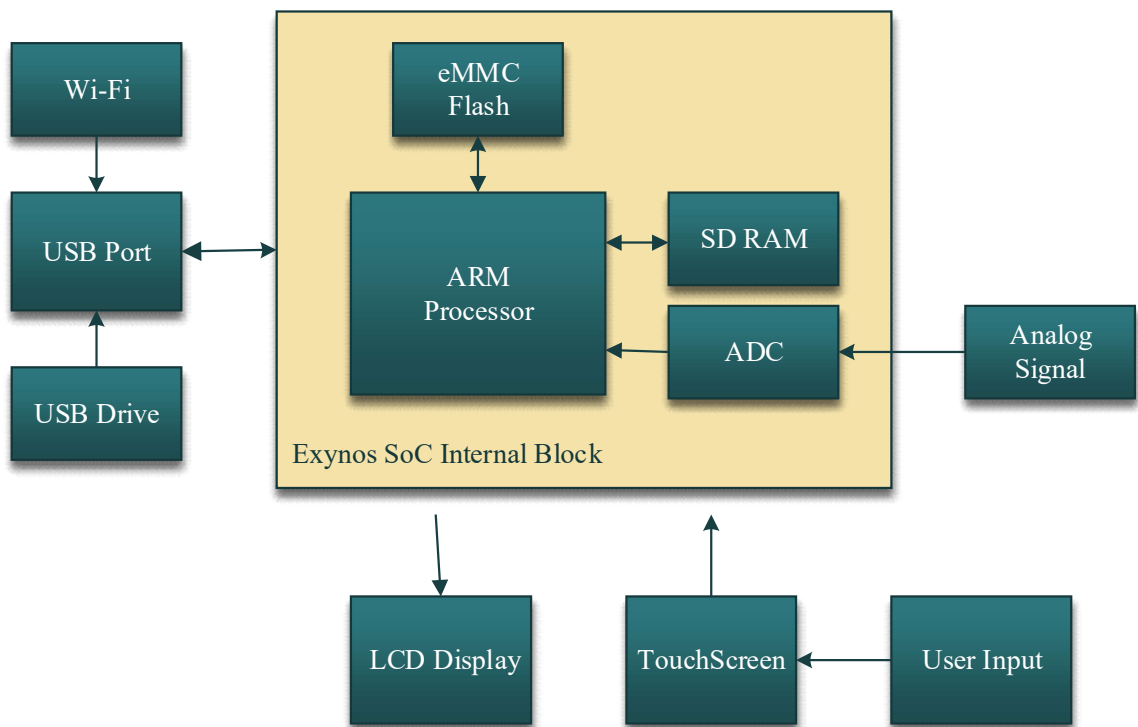 Wi-Fi
eMMC
Flash
USB Port
SD RAM
ARM
Processor
ADC
Analog
Signal
USB Drive
Exynos SoC Internal Block
LCD Display
TouchScreen
User Input